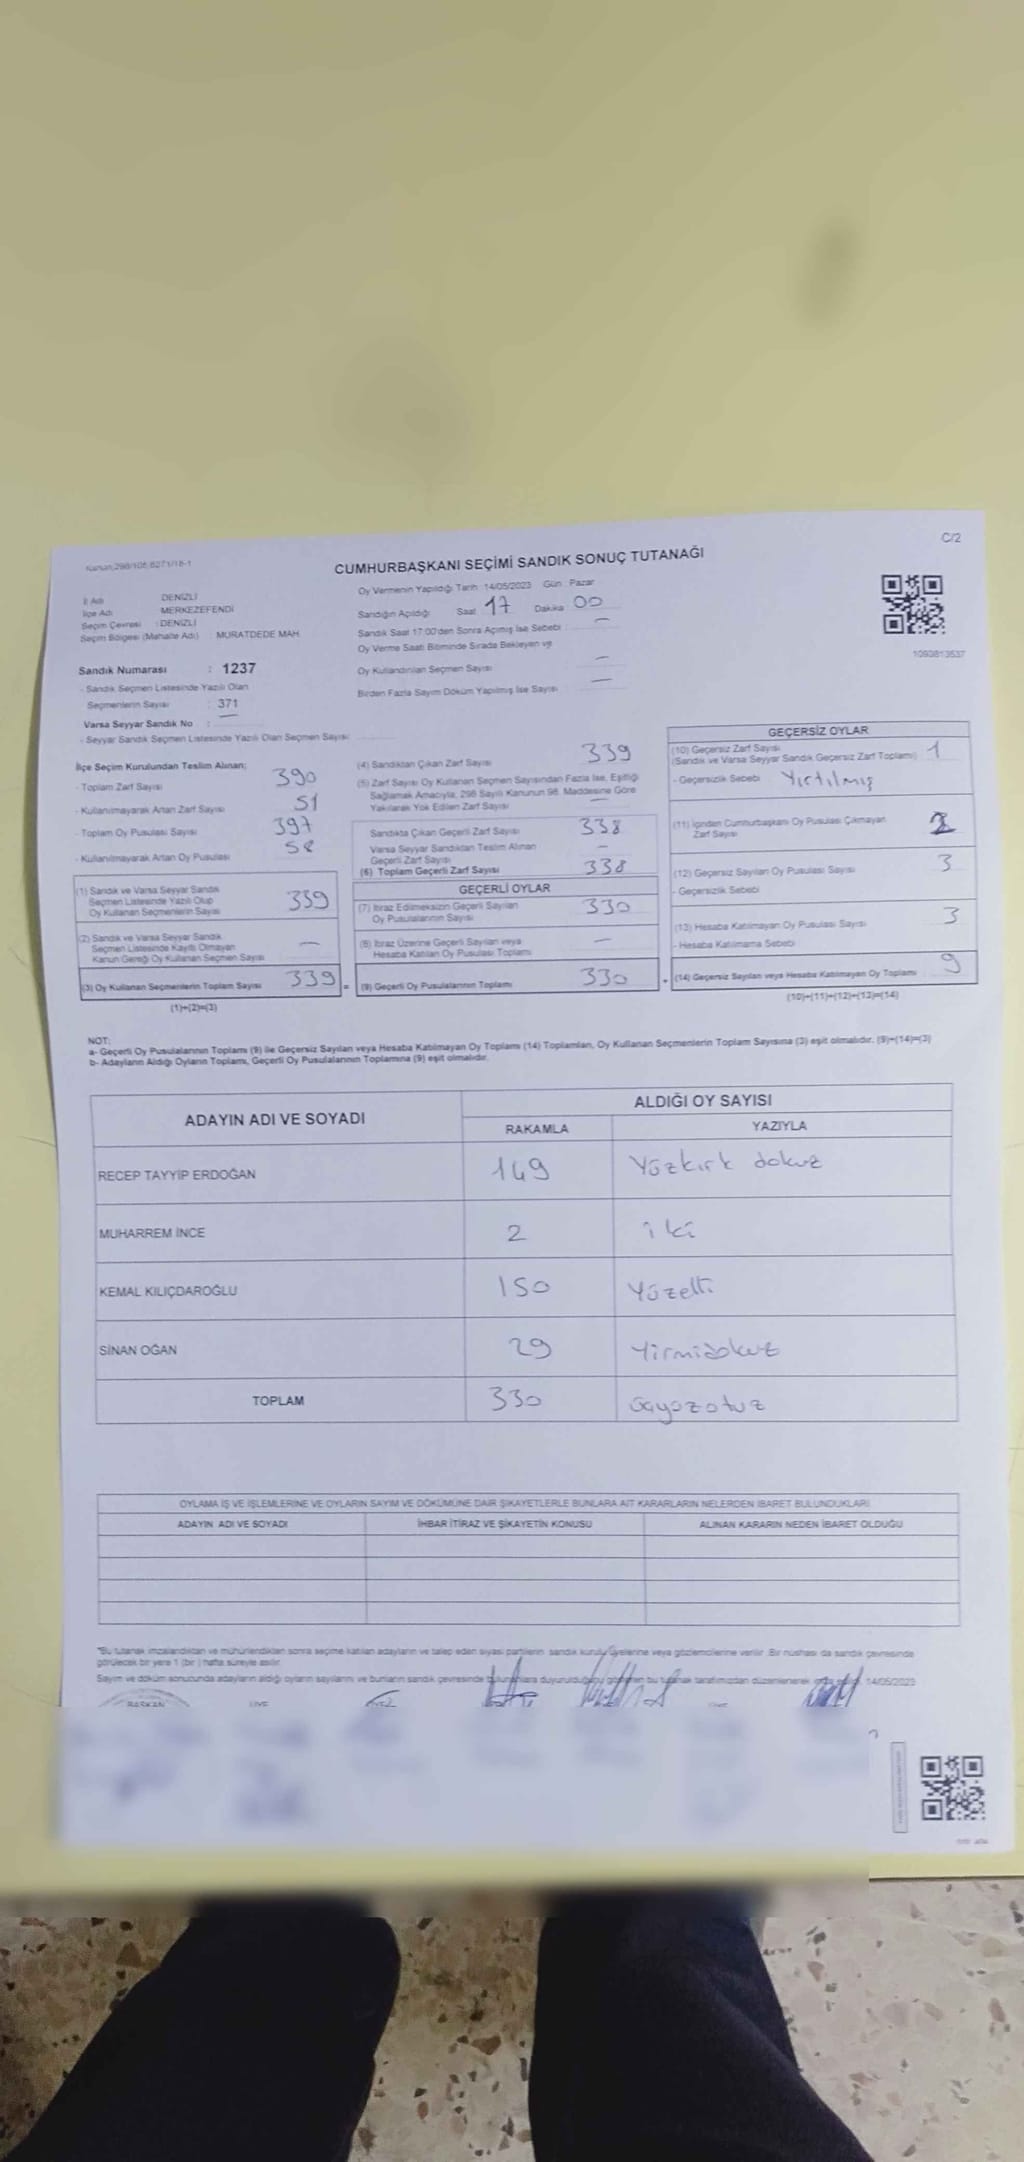 C/2
Kanun:298/105,6271/18-1
CUMHURBAŞKANI SEÇİMİ SANDIK SONUÇ TUTANAĞI
İl Adı DENİZLİ
İlçe Adı MERKEZEFENDİ
Seçim Çevresi : DENİZLİ
Seçim Bölgesi (Mahalle Adı) : MURATDEDE MAH.
Sandık Numarası : 1237
- Sandık Seçmen Listesinde Yazılı Olan
Seçmenlerin Sayısı : 371
Varsa Seyyar Sandık No : —
- Seyyar Sandık Seçmen Listesinde Yazılı Olan Seçmen Sayısı:
Oy Vermenin Yapıldığı Tarih 14/05/2023 Gün : Pazar
Sandığın Açıldığı Saat 17 Dakika 00
Sandık Saat 17:00'den Sonra Açımış İse Sebebi : —
Oy Verme Saati Bitiminde Sırada Bekleyen ve
Oy Kullandırılan Seçmen Sayısı —
Birden Fazla Sayım Döküm Yapılmış İse Sayısı —
1090813537
İlçe Seçim Kurulundan Teslim Alınan;
- Toplam Zarf Sayısı 390
- Kullanılmayarak Artan Zarf Sayısı 51
- Toplam Oy Pusulası Sayısı 397
- Kullanılmayarak Artan Oy Pusulası 58
(1) Sandık ve Varsa Seyyar Sandık
Seçmen Listesinde Yazılı Olup
Oy Kullanan Seçmenlerin Sayısı 339
(2) Sandık ve Varsa Seyyar Sandık
Seçmen Listesinde Kayıtlı Olmayan
Kanun Gereği Oy Kullanan Seçmen Sayısı —
(3) Oy Kullanan Seçmenlerin Toplam Sayısı 339 =
(1)+(2)=(3)
(4) Sandıktan Çıkan Zarf Sayısı 339
(5) Zarf Sayısı Oy Kullanan Seçmen Sayısından Fazla İse, Eşitliği
Sağlamak Amacıyla, 298 Sayılı Kanunun 98. Maddesine Göre
Yakılarak Yok Edilen Zarf Sayısı —
Sandıkta Çıkan Geçerli Zarf Sayısı 338
Varsa Seyyar Sandıktan Teslim Alınan
Geçerli Zarf Sayısı -
(6) Toplam Geçerli Zarf Sayısı 338
GEÇERLİ OYLAR
(7) İtiraz Edilmeksizin Geçerli Sayılan
Oy Pusulalarının Sayısı 330
(8) İtiraz Üzerine Geçerli Sayılan veya
Hesaba Katılan Oy Pusulası Toplamı —
(9) Geçerli Oy Pusulalarının Toplamı 330 +
GEÇERSİZ OYLAR
(10) Geçersiz Zarf Sayısı
(Sandık ve Varsa Seyyar Sandık Geçersiz Zarf Toplamı) 1
- Geçersizlik Sebebi Yırtılmış
(11) İçinden Cumhurbaşkanı Oy Pusulası Çıkmayan
Zarf Sayısı 2
(12) Geçersiz Sayılan Oy Pusulası Sayısı 3
- Geçersizlik Sebebi
(13) Hesaba Katılmayan Oy Pusulası Sayısı 3
- Hesaba Katılmama Sebebi
(14) Geçersiz Sayılan veya Hesaba Katılmayan Oy Toplamı 9
(10)+(11)+(12)+(13)=(14)
NOT:
a- Geçerli Oy Pusulalarının Toplamı (9) ile Geçersiz Sayılan veya Hesaba Katılmayan Oy Toplamı (14) Toplamları, Oy Kullanan Seçmenlerin Toplam Sayısına (3) eşit olmalıdır. (9)+(14)=(3)
b- Adayların Aldığı Oyların Toplamı, Geçerli Oy Pusulalarının Toplamına (9) eşit olmalıdır.
ADAYIN ADI VE SOYADI
ALDIĞI OY SAYISI
RAKAMLA YAZIYLA
RECEP TAYYİP ERDOĞAN 149 Yüzkırk dokuz
MUHARREM İNCE 2 iki
KEMAL KILIÇDAROĞLU 150 Yüzelli
SİNAN OĞAN 29 Yirmidokuz
TOPLAM 330 üçyüzotuz
OYLAMA İŞ VE İŞLEMLERİNE VE OYLARIN SAYIM VE DÖKÜMÜNE DAİR ŞİKAYETLERLE BUNLARA AİT KARARLARIN NELERDEN İBARET BULUNDUKLARI
ADAYIN ADI VE SOYADI İHBAR İTİRAZ VE ŞİKAYETİN KONUSU ALINAN KARARIN NEDEN İBARET OLDUĞU
*Bu tutanak imzalandıktan ve mühürlendikten sonra seçime katılan adayların ve talep eden siyasi partilerin sandık kurulu üyelerine veya gözlemcilerine verilir. Bir nüshası da sandık çevresinde
görülecek bir yere 1 (bir ) hafta süreyle asılır.
Sayım ve döküm sonucunda adayların aldığı oyların sayılarını ve bunların sandık çevresinde duyurulduğunu bu tutanak tarafımızdan düzenlenerek 14/05/2023
BAŞKAN ÜYE